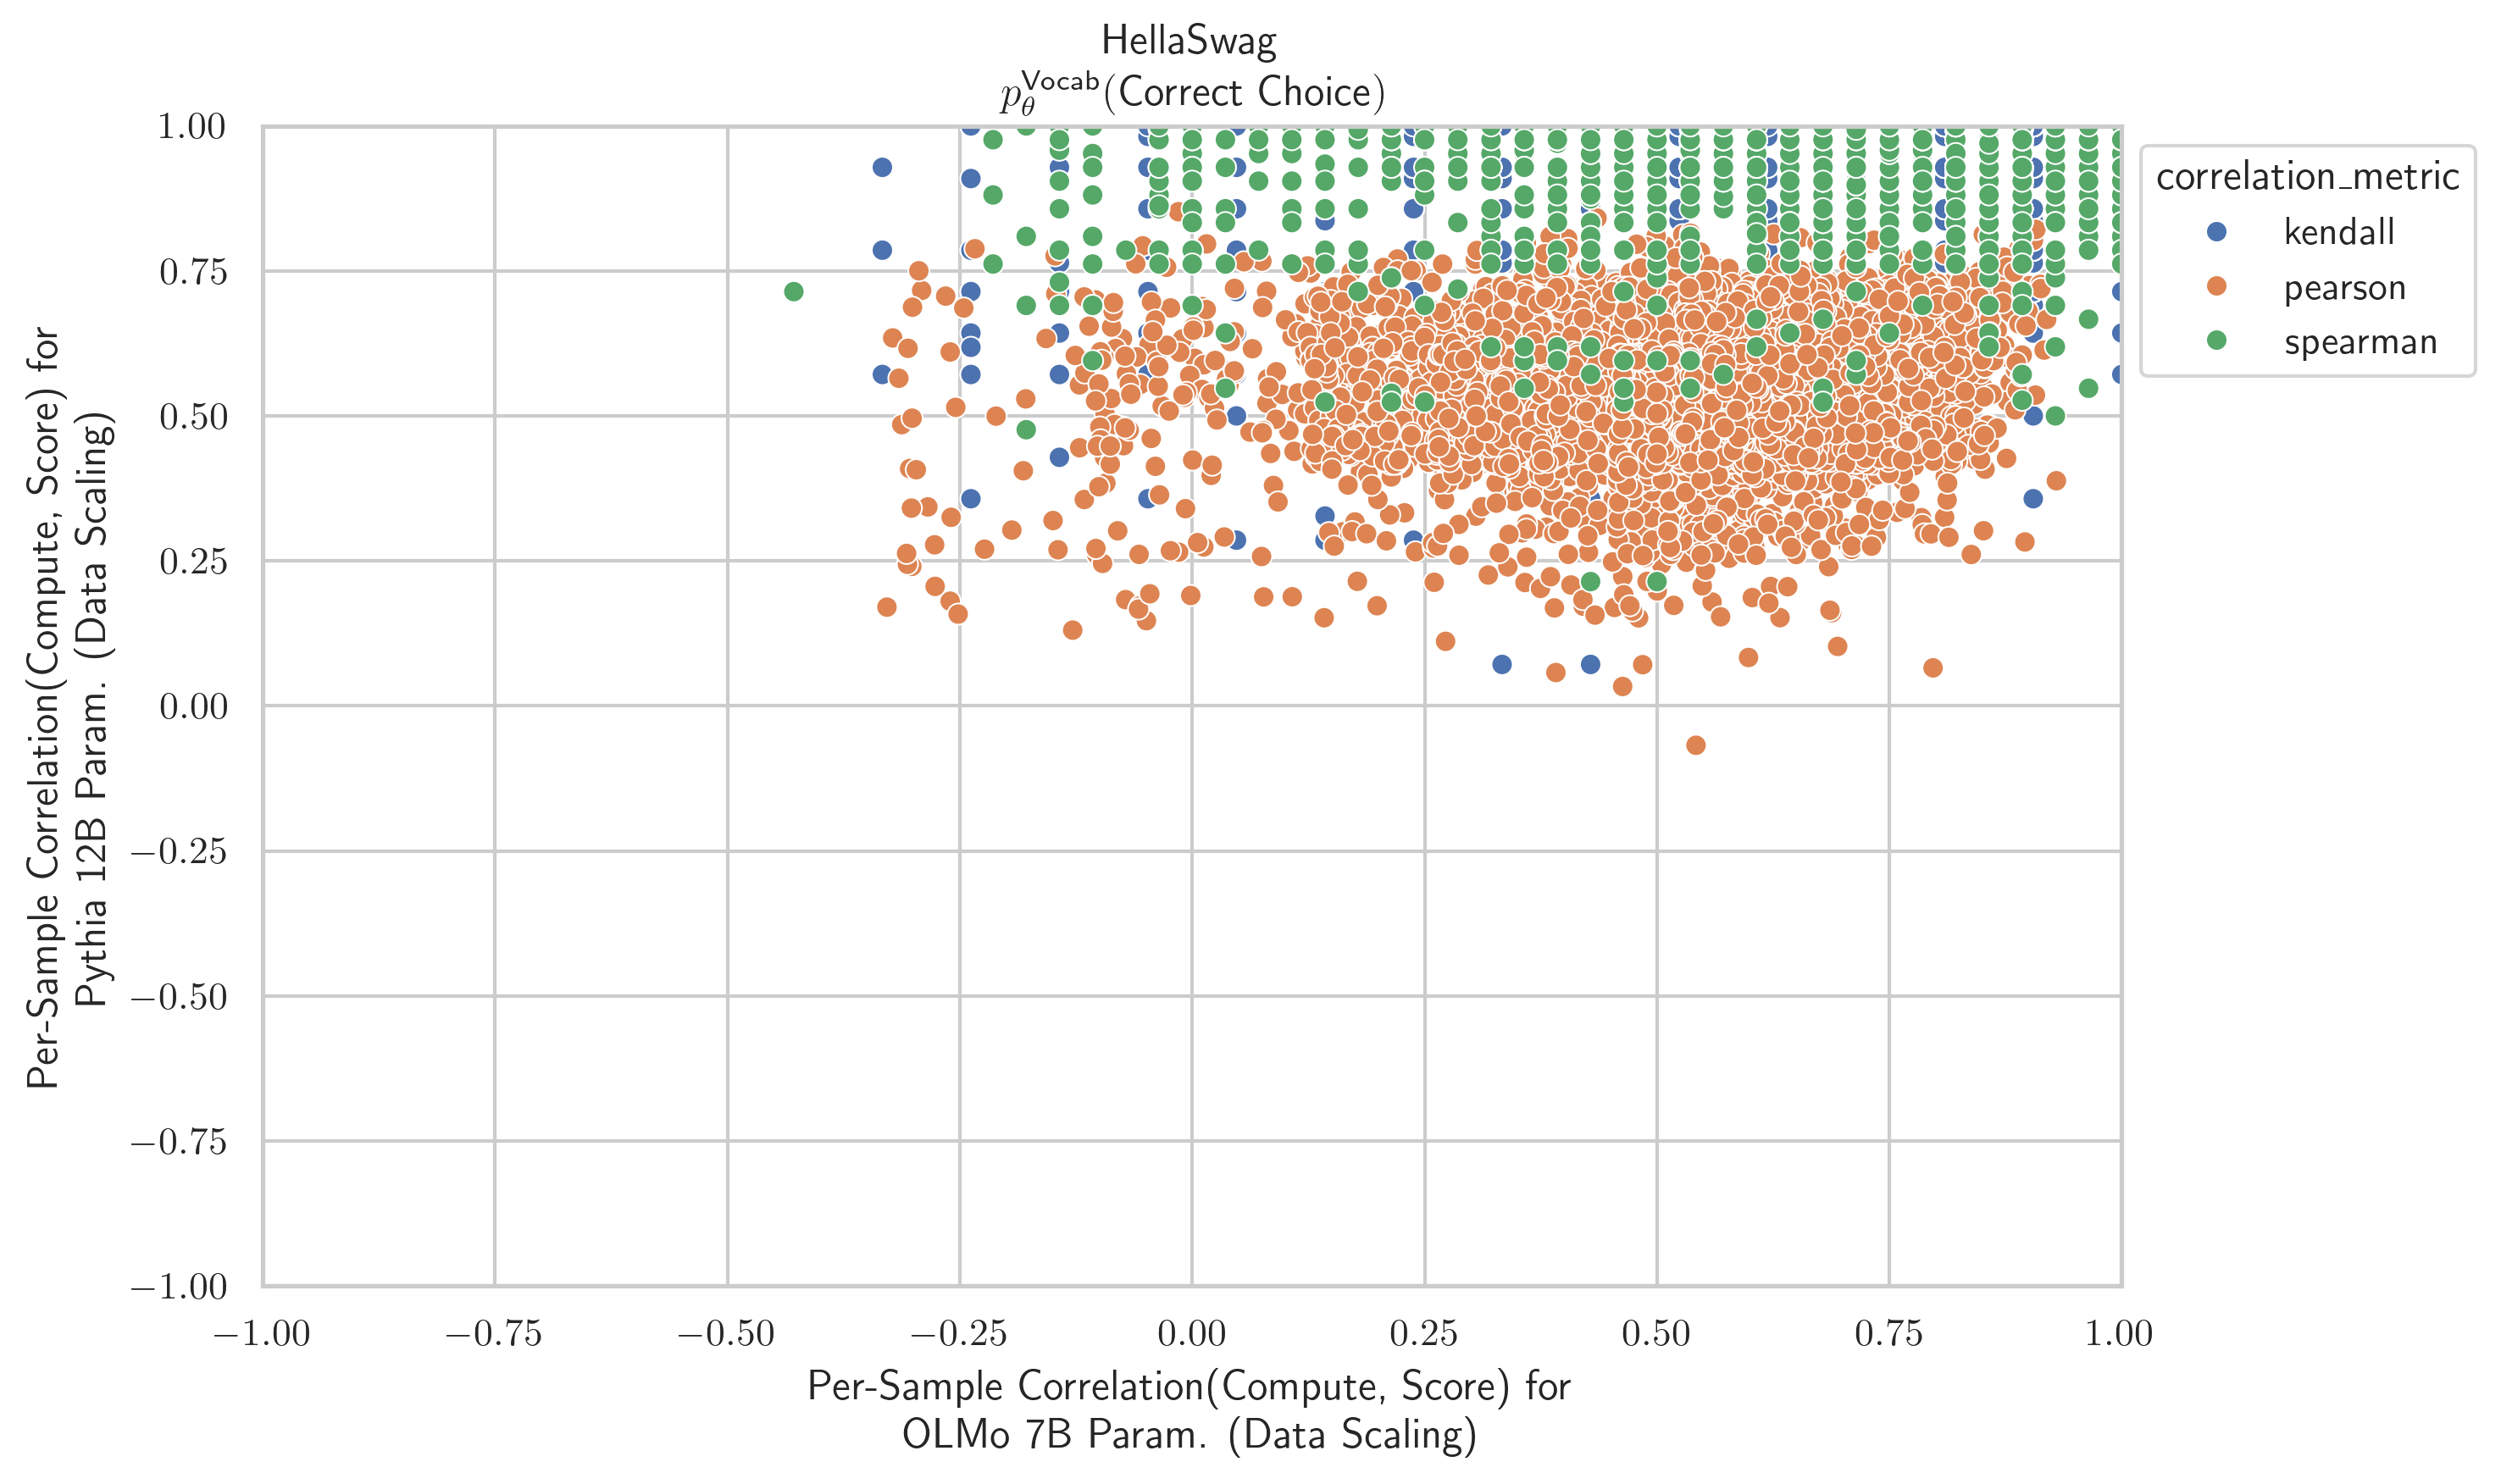 HellaSwag
p_θ^Vocab(Correct Choice)
Per-Sample Correlation(Compute, Score) for
Pythia 12B Param. (Data Scaling)
1.00
0.75
0.50
0.25
0.00
−0.25
−0.50
−0.75
−1.00
−1.00 −0.75 −0.50 −0.25 0.00 0.25 0.50 0.75 1.00
Per-Sample Correlation(Compute, Score) for
OLMo 7B Param. (Data Scaling)
correlation_metric
kendall
pearson
spearman